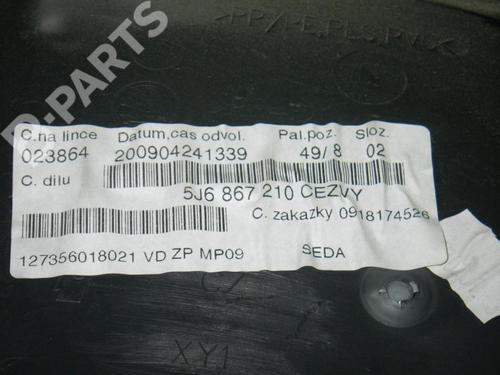 B-PARTS
C.na lince Datum,cas odvol. Pal.poz. Sloz.
023864 200904241339 49/ 8 02
C. dilu 5J6 867 210 CEZVY
C. zakazky 0918174526
127356018021 VD ZP MP09 SEDA
XY1